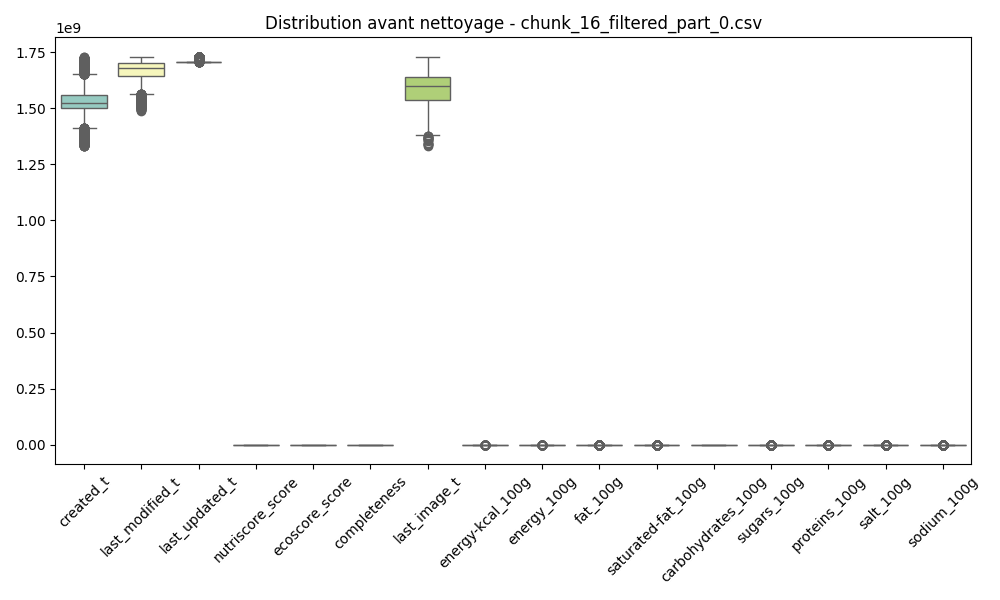 Distribution avant nettoyage - chunk_16_filtered_part_0.csv
1e9
1.75
1.50
1.25
1.00
0.75
0.50
0.25
0.00
created_t
last_modified_t
last_updated_t
nutriscore_score
ecoscore_score
completeness
last_image_t
energy-kcal_100g
energy_100g
fat_100g
saturated-fat_100g
carbohydrates_100g
sugars_100g
proteins_100g
salt_100g
sodium_100g